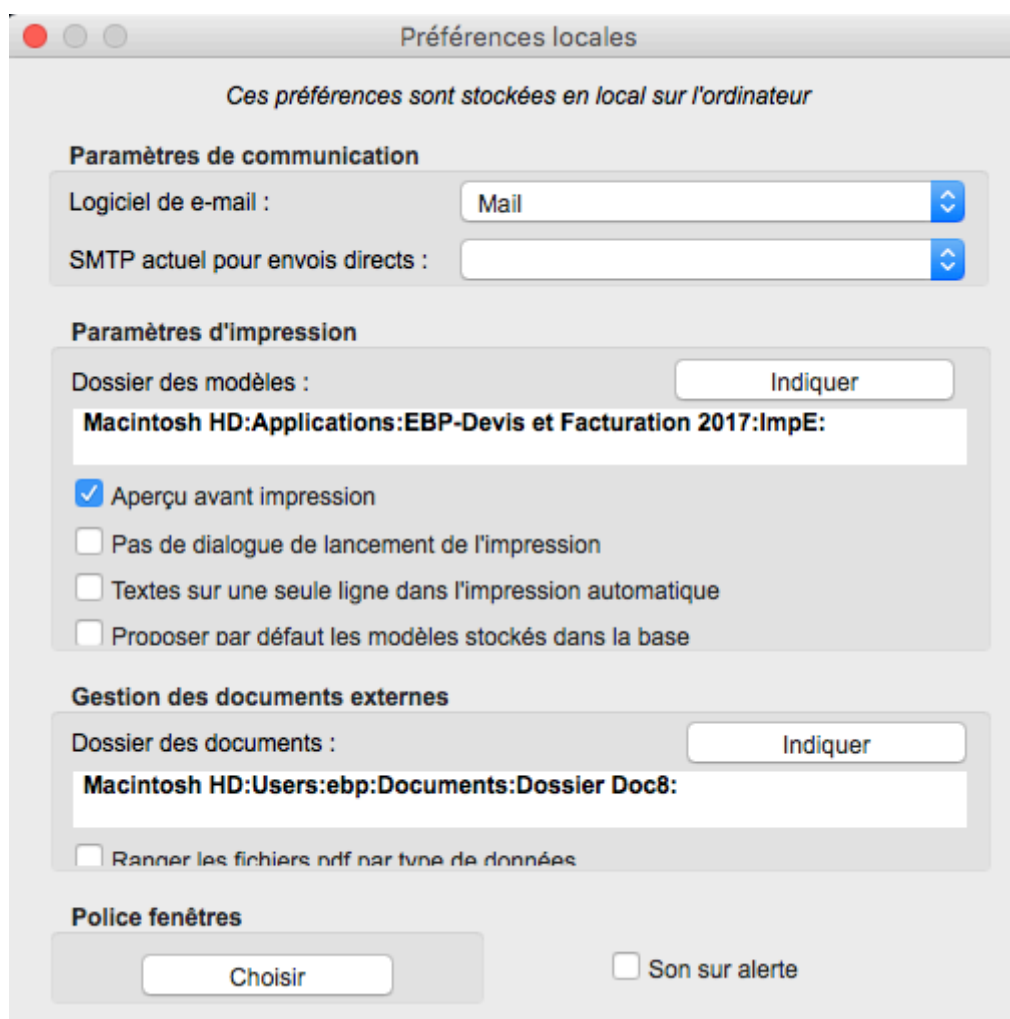 Préférences locales
Ces préférences sont stockées en local sur l'ordinateur
Paramètres de communication
Logiciel de e-mail :
Mail
SMTP actuel pour envois directs :
Paramètres d'impression
Dossier des modèles :
Indiquer
Macintosh HD:Applications:EBP-Devis et Facturation 2017:ImpE:
Aperçu avant impression
Pas de dialogue de lancement de l'impression
Textes sur une seule ligne dans l'impression automatique
Proposer par défaut les modèles stockés dans la base
Gestion des documents externes
Dossier des documents :
Indiquer
Macintosh HD:Users:ebp:Documents:Dossier Doc8:
Ranger les fichiers pdf par type de données
Police fenêtres
Choisir
Son sur alerte